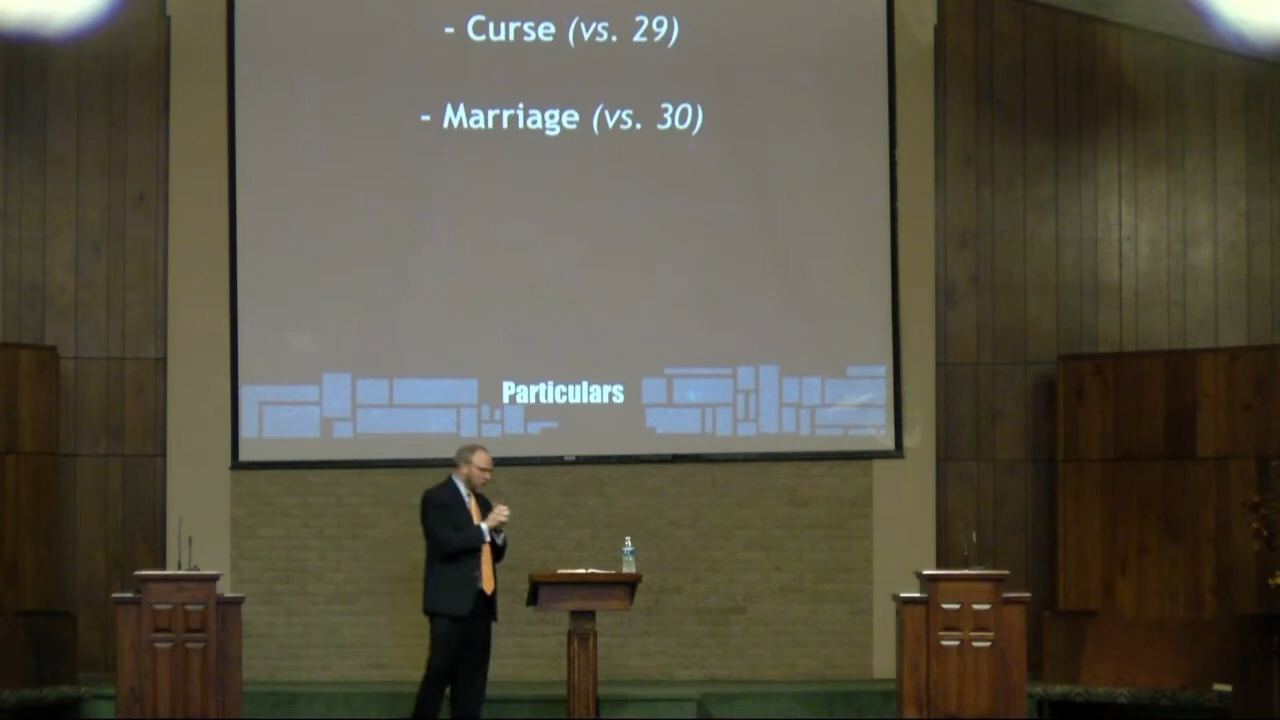 - Curse (vs. 29)
- Marriage (vs. 30)
Particulars